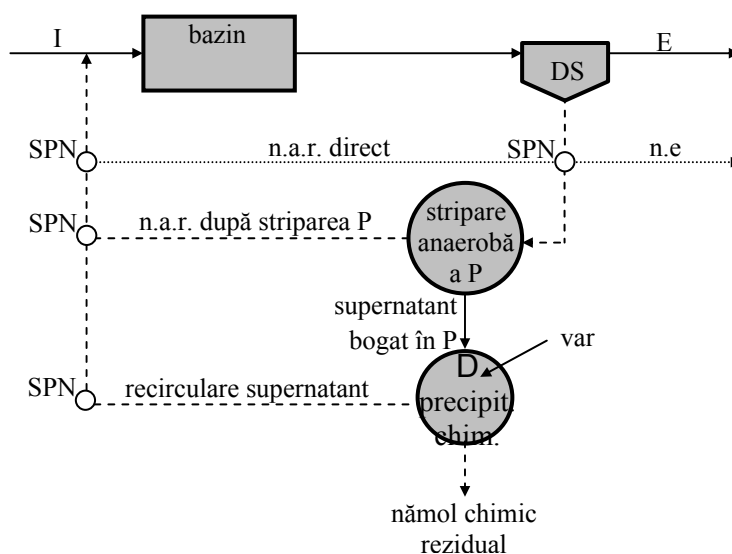 I
bazin
E
DS
SPN
n.a.r. direct
SPN
n.e
SPN
n.a.r. după striparea P
stripare
anaerobă
a P
supernatant
bogat în P
var
SPN
recirculare supernatant
D
precipit.
chim.
nămol chimic
rezidual